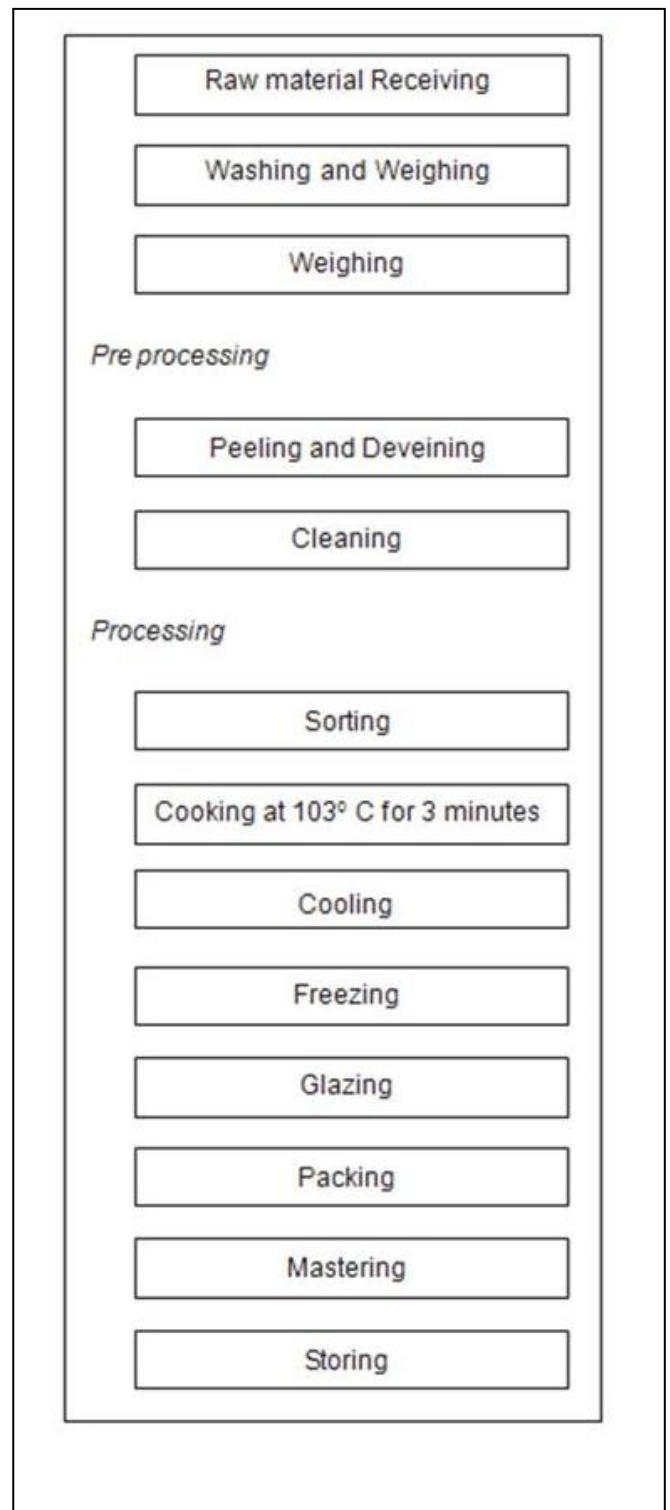 Raw material Receiving
Washing and Weighing
Weighing
Pre processing
Peeling and Deveining
Cleaning
Processing
Sorting
Cooking at 103º C for 3 minutes
Cooling
Freezing
Glazing
Packing
Mastering
Storing